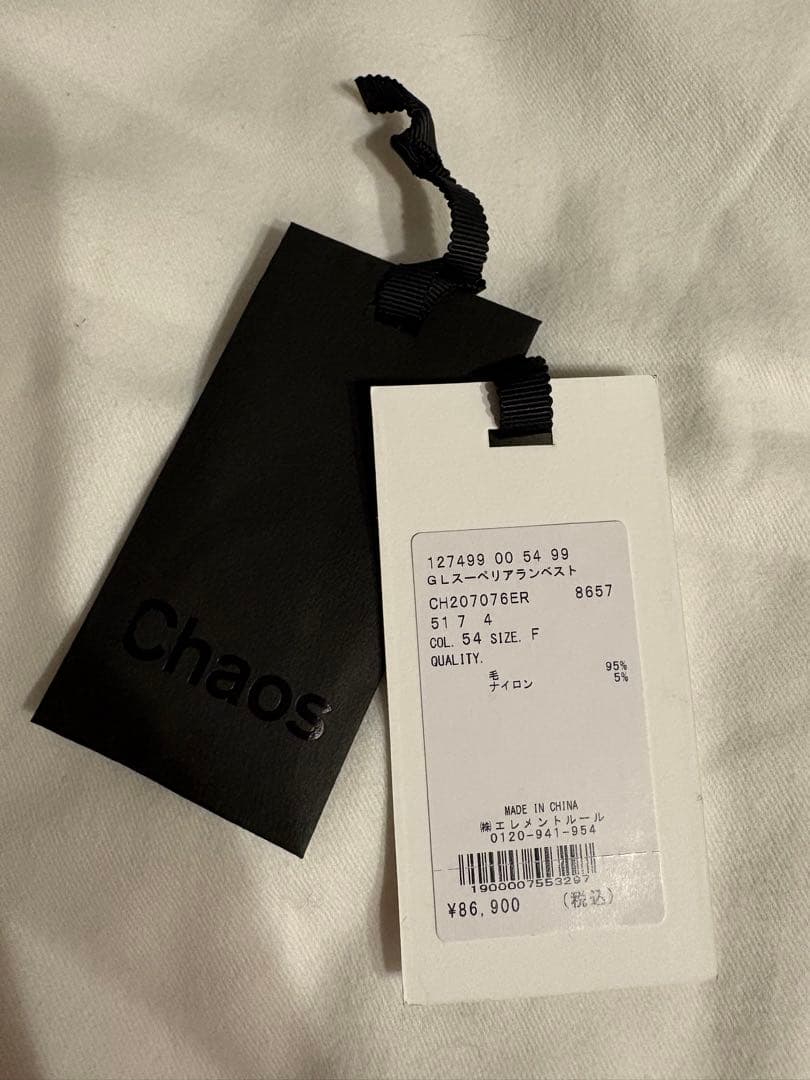 Chaos
127499 00 54 99
GLスーペリアランベスト
CH207076ER 8657
51 7 4
COL. 54 SIZE. F
QUALITY.
毛 95%
ナイロン 5%
MADE IN CHINA
㈱エレメントルール
0120-941-954
1900007553297
¥86,900 (税込)